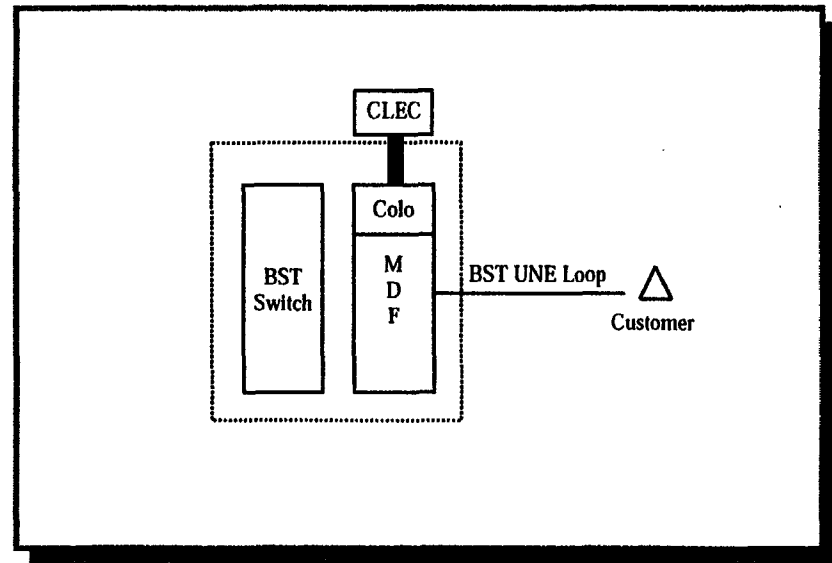 CLEC
Colo
BST
Switch
M
D
F
BST UNE Loop
Customer